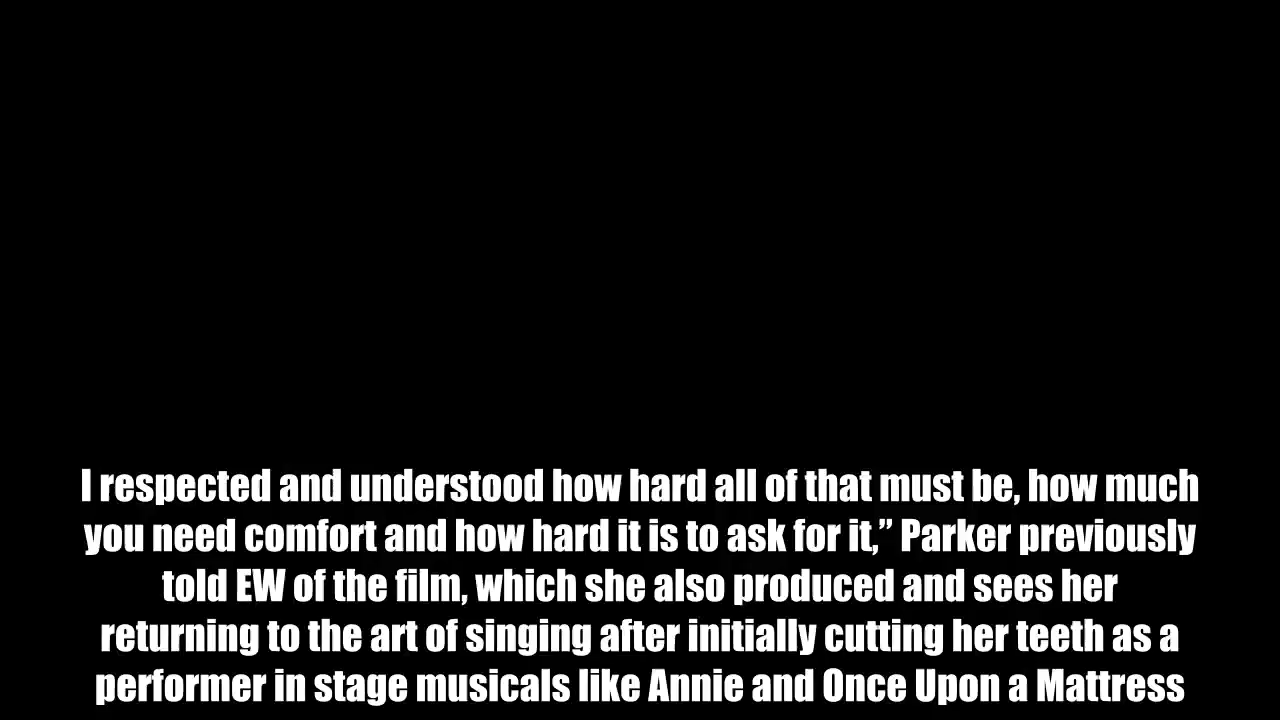 I respected and understood how hard all of that must be, how much
you need comfort and how hard it is to ask for it,” Parker previously
told EW of the film, which she also produced and sees her
returning to the art of singing after initially cutting her teeth as a
performer in stage musicals like Annie and Once Upon a Mattress